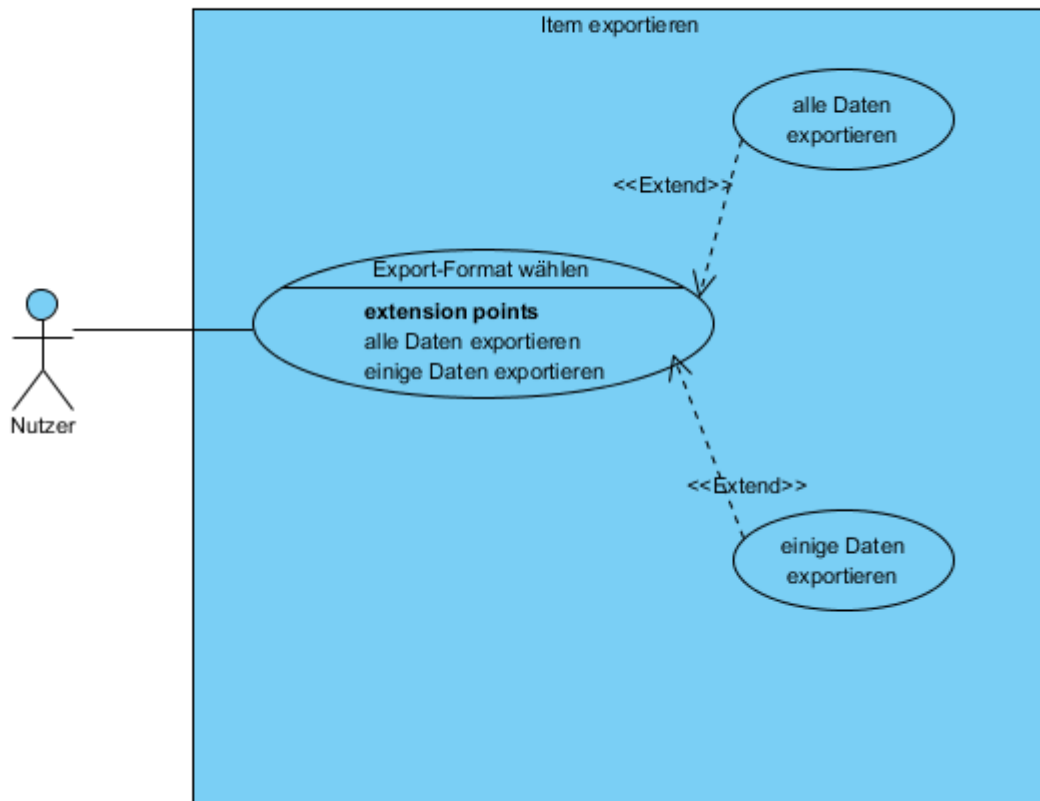 Item exportieren
alle Daten
exportieren
<<Extend>>
Export-Format wählen
extension points
alle Daten exportieren
einige Daten exportieren
Nutzer
<<Extend>>
einige Daten
exportieren